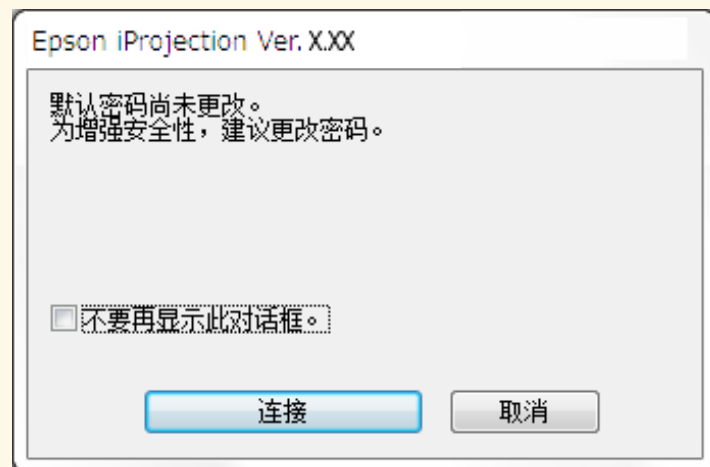 Epson iProjection Ver. X.XX
默认密码尚未更改。
为增强安全性，建议更改密码。
不要再显示此对话框。
连接
取消